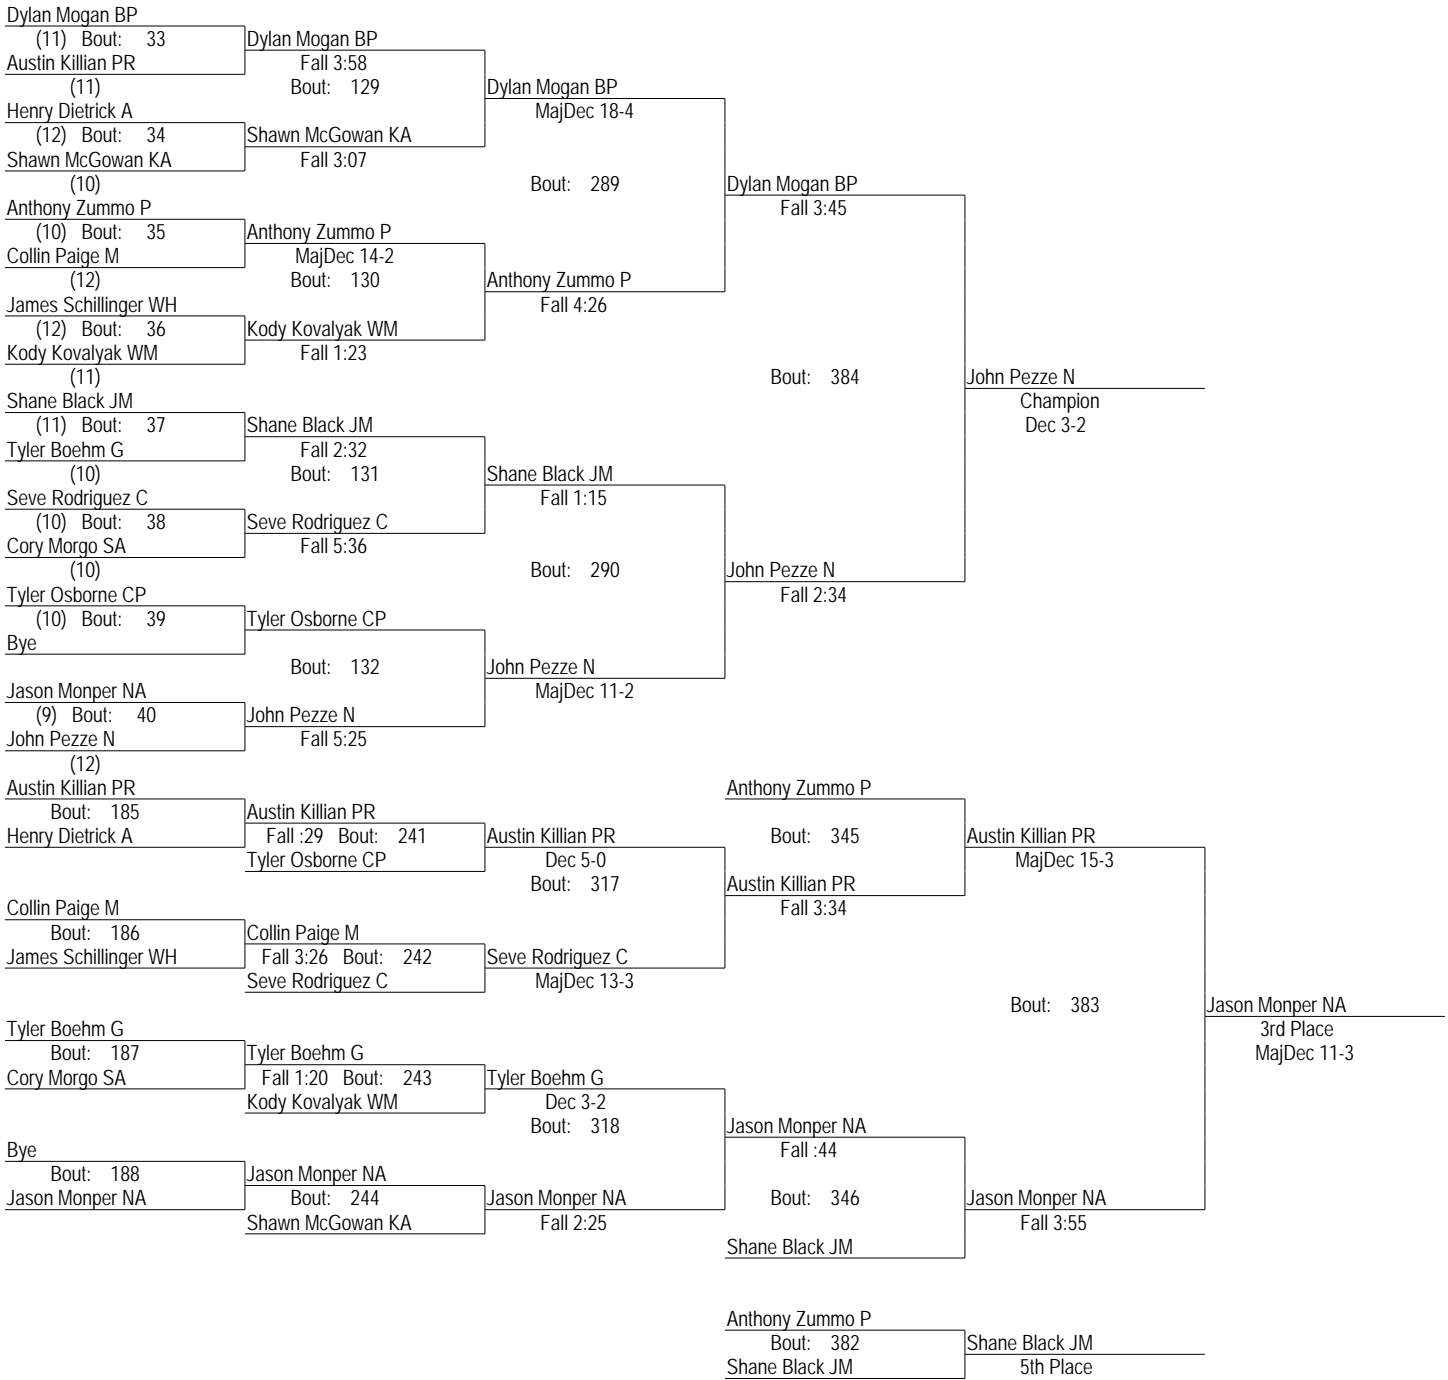 Dylan Mogan BP
(11) Bout: 33
Dylan Mogan BP
Austin Killian PR
Fall 3:58
(11)
Bout: 129
Dylan Mogan BP
Henry Dietrick A
MajDec 18-4
(12) Bout: 34
Shawn McGowan KA
Shawn McGowan KA
Fall 3:07
(10)
Bout: 289
Dylan Mogan BP
Anthony Zummo P
Fall 3:45
(10) Bout: 35
Anthony Zummo P
Collin Paige M
MajDec 14-2
(12)
Bout: 130
Anthony Zummo P
James Schillinger WH
Fall 4:26
(12) Bout: 36
Kody Kovalyak WM
Kody Kovalyak WM
Fall 1:23
(11)
Bout: 384
John Pezze N
Shane Black JM
Champion
(11) Bout: 37
Shane Black JM
Dec 3-2
Tyler Boehm G
Fall 2:32
(10)
Bout: 131
Shane Black JM
Seve Rodriguez C
Fall 1:15
(10) Bout: 38
Seve Rodriguez C
Cory Morgo SA
Fall 5:36
(10)
Bout: 290
John Pezze N
Tyler Osborne CP
Fall 2:34
(10) Bout: 39
Tyler Osborne CP
Bye
Bout: 132
John Pezze N
Jason Monper NA
MajDec 11-2
(9) Bout: 40
John Pezze N
John Pezze N
Fall 5:25
(12)
Austin Killian PR
Anthony Zummo P
Bout: 185
Austin Killian PR
Henry Dietrick A
Fall :29 Bout: 241
Austin Killian PR
Bout: 345
Austin Killian PR
Tyler Osborne CP
Dec 5-0
MajDec 15-3
Bout: 317
Austin Killian PR
Collin Paige M
Fall 3:34
Bout: 186
Collin Paige M
James Schillinger WH
Fall 3:26 Bout: 242
Seve Rodriguez C
Seve Rodriguez C
MajDec 13-3
Bout: 383
Jason Monper NA
Tyler Boehm G
3rd Place
Bout: 187
Tyler Boehm G
MajDec 11-3
Cory Morgo SA
Fall 1:20 Bout: 243
Tyler Boehm G
Kody Kovalyak WM
Dec 3-2
Bout: 318
Jason Monper NA
Bye
Fall :44
Bout: 188
Jason Monper NA
Jason Monper NA
Bout: 244
Jason Monper NA
Bout: 346
Jason Monper NA
Shawn McGowan KA
Fall 2:25
Fall 3:55
Shane Black JM
Anthony Zummo P
Bout: 382
Shane Black JM
Shane Black JM
5th Place